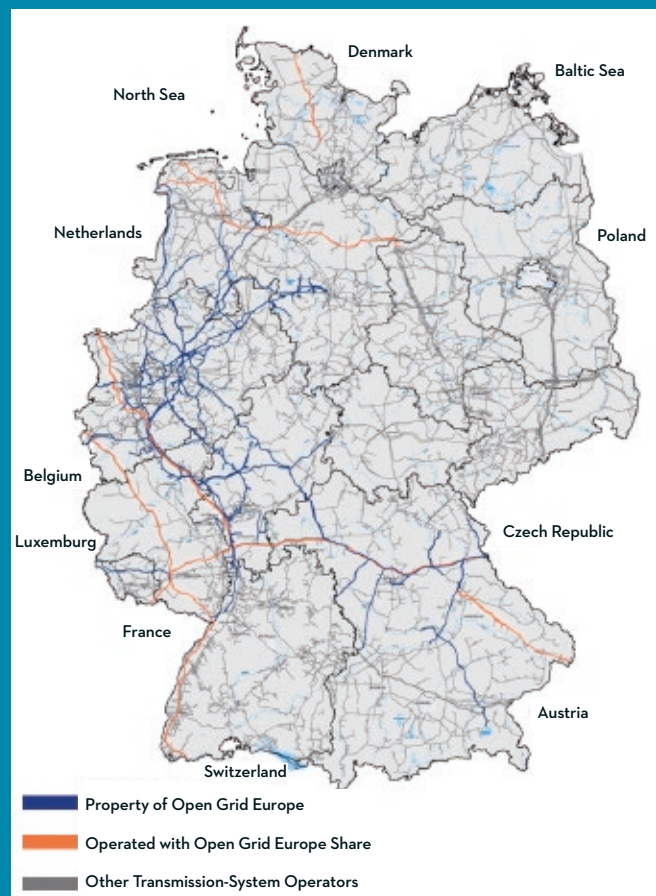 Denmark
Baltic Sea
North Sea
Netherlands
Poland
Belgium
Czech Republic
Luxemburg
France
Austria
Switzerland
Property of Open Grid Europe
Operated with Open Grid Europe Share
Other Transmission-System Operators